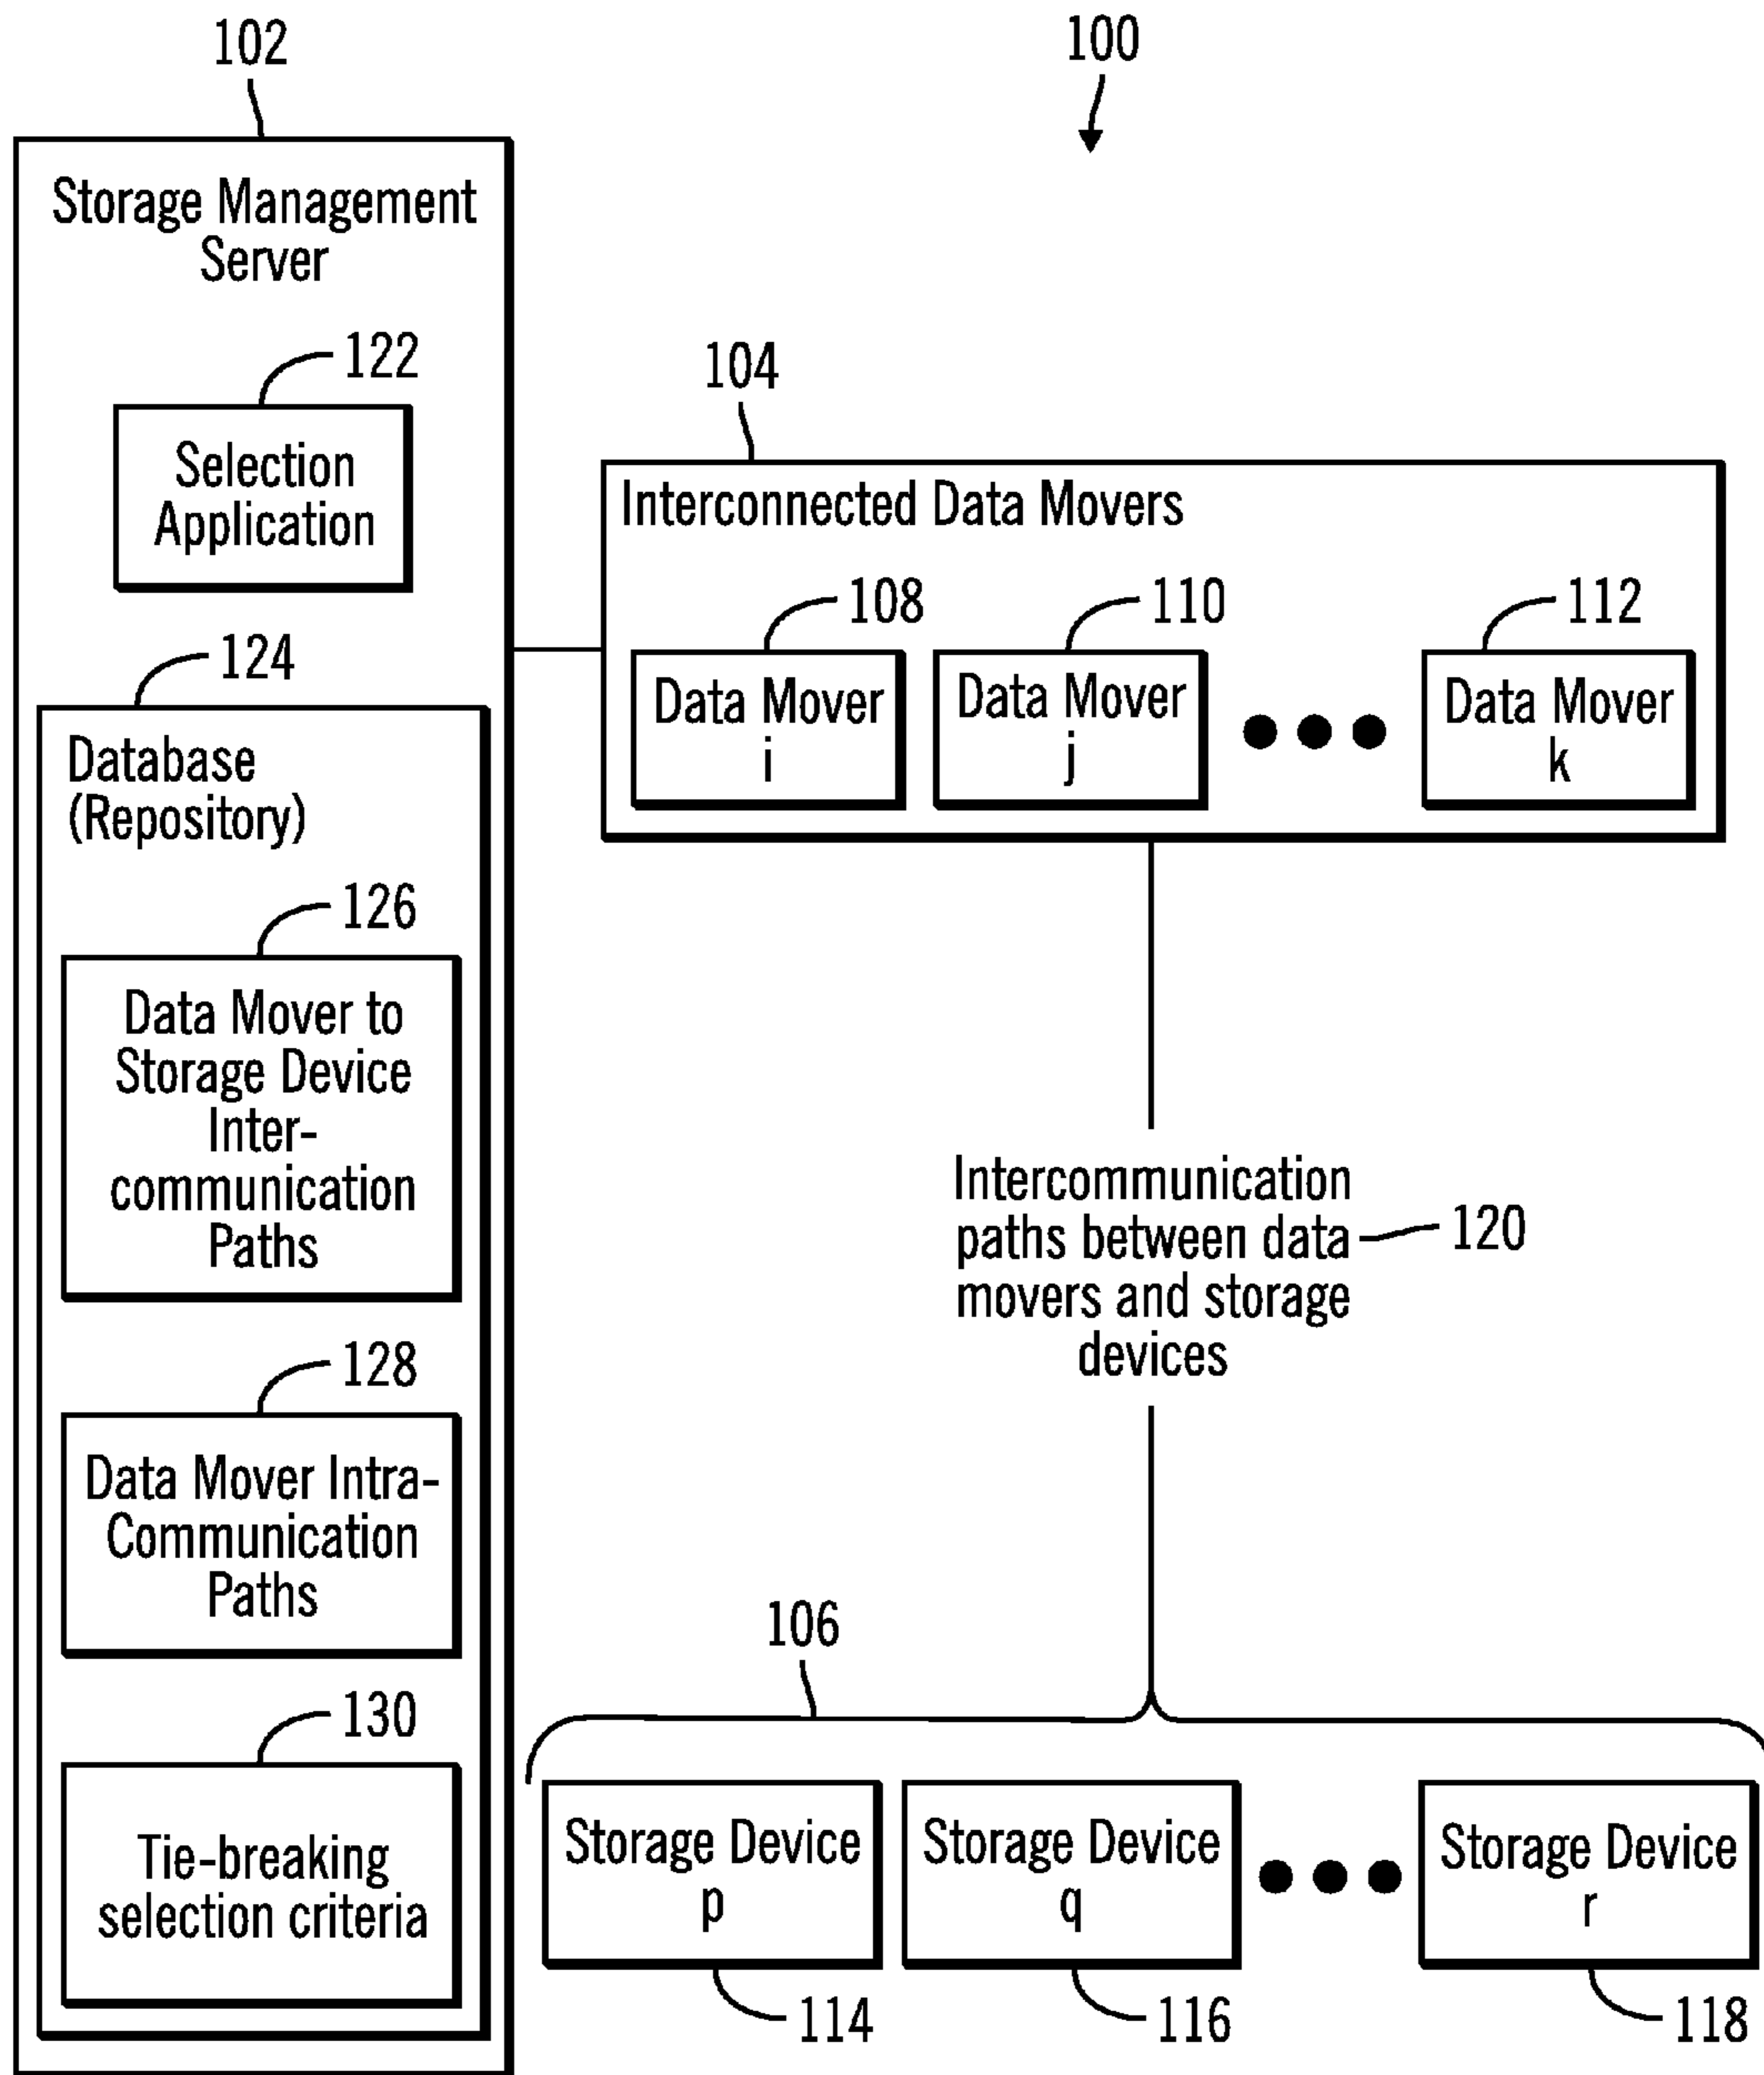 102
100
Storage Management
Server
122
Selection
Application
124
Database
(Repository)
126
Data Mover to
Storage Device
Inter-
communication
Paths
128
Data Mover Intra-
Communication
Paths
130
Tie-breaking
selection criteria
104
Interconnected Data Movers
108
Data Mover
i
110
Data Mover
j
112
Data Mover
k
Intercommunication
paths between data
movers and storage
devices
120
106
Storage Device
p
114
Storage Device
q
116
Storage Device
r
118